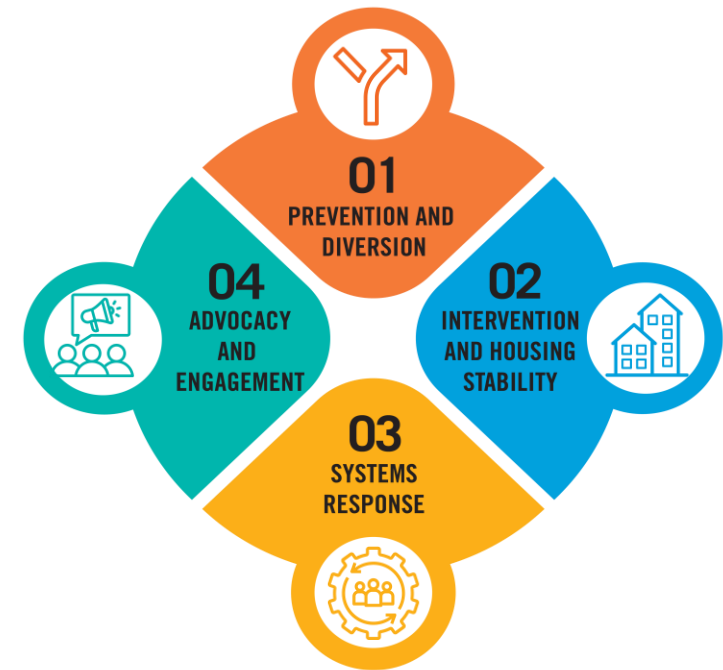 01
PREVENTION AND
DIVERSION
02
INTERVENTION
AND HOUSING
STABILITY
03
SYSTEMS
RESPONSE
04
ADVOCACY
AND
ENGAGEMENT